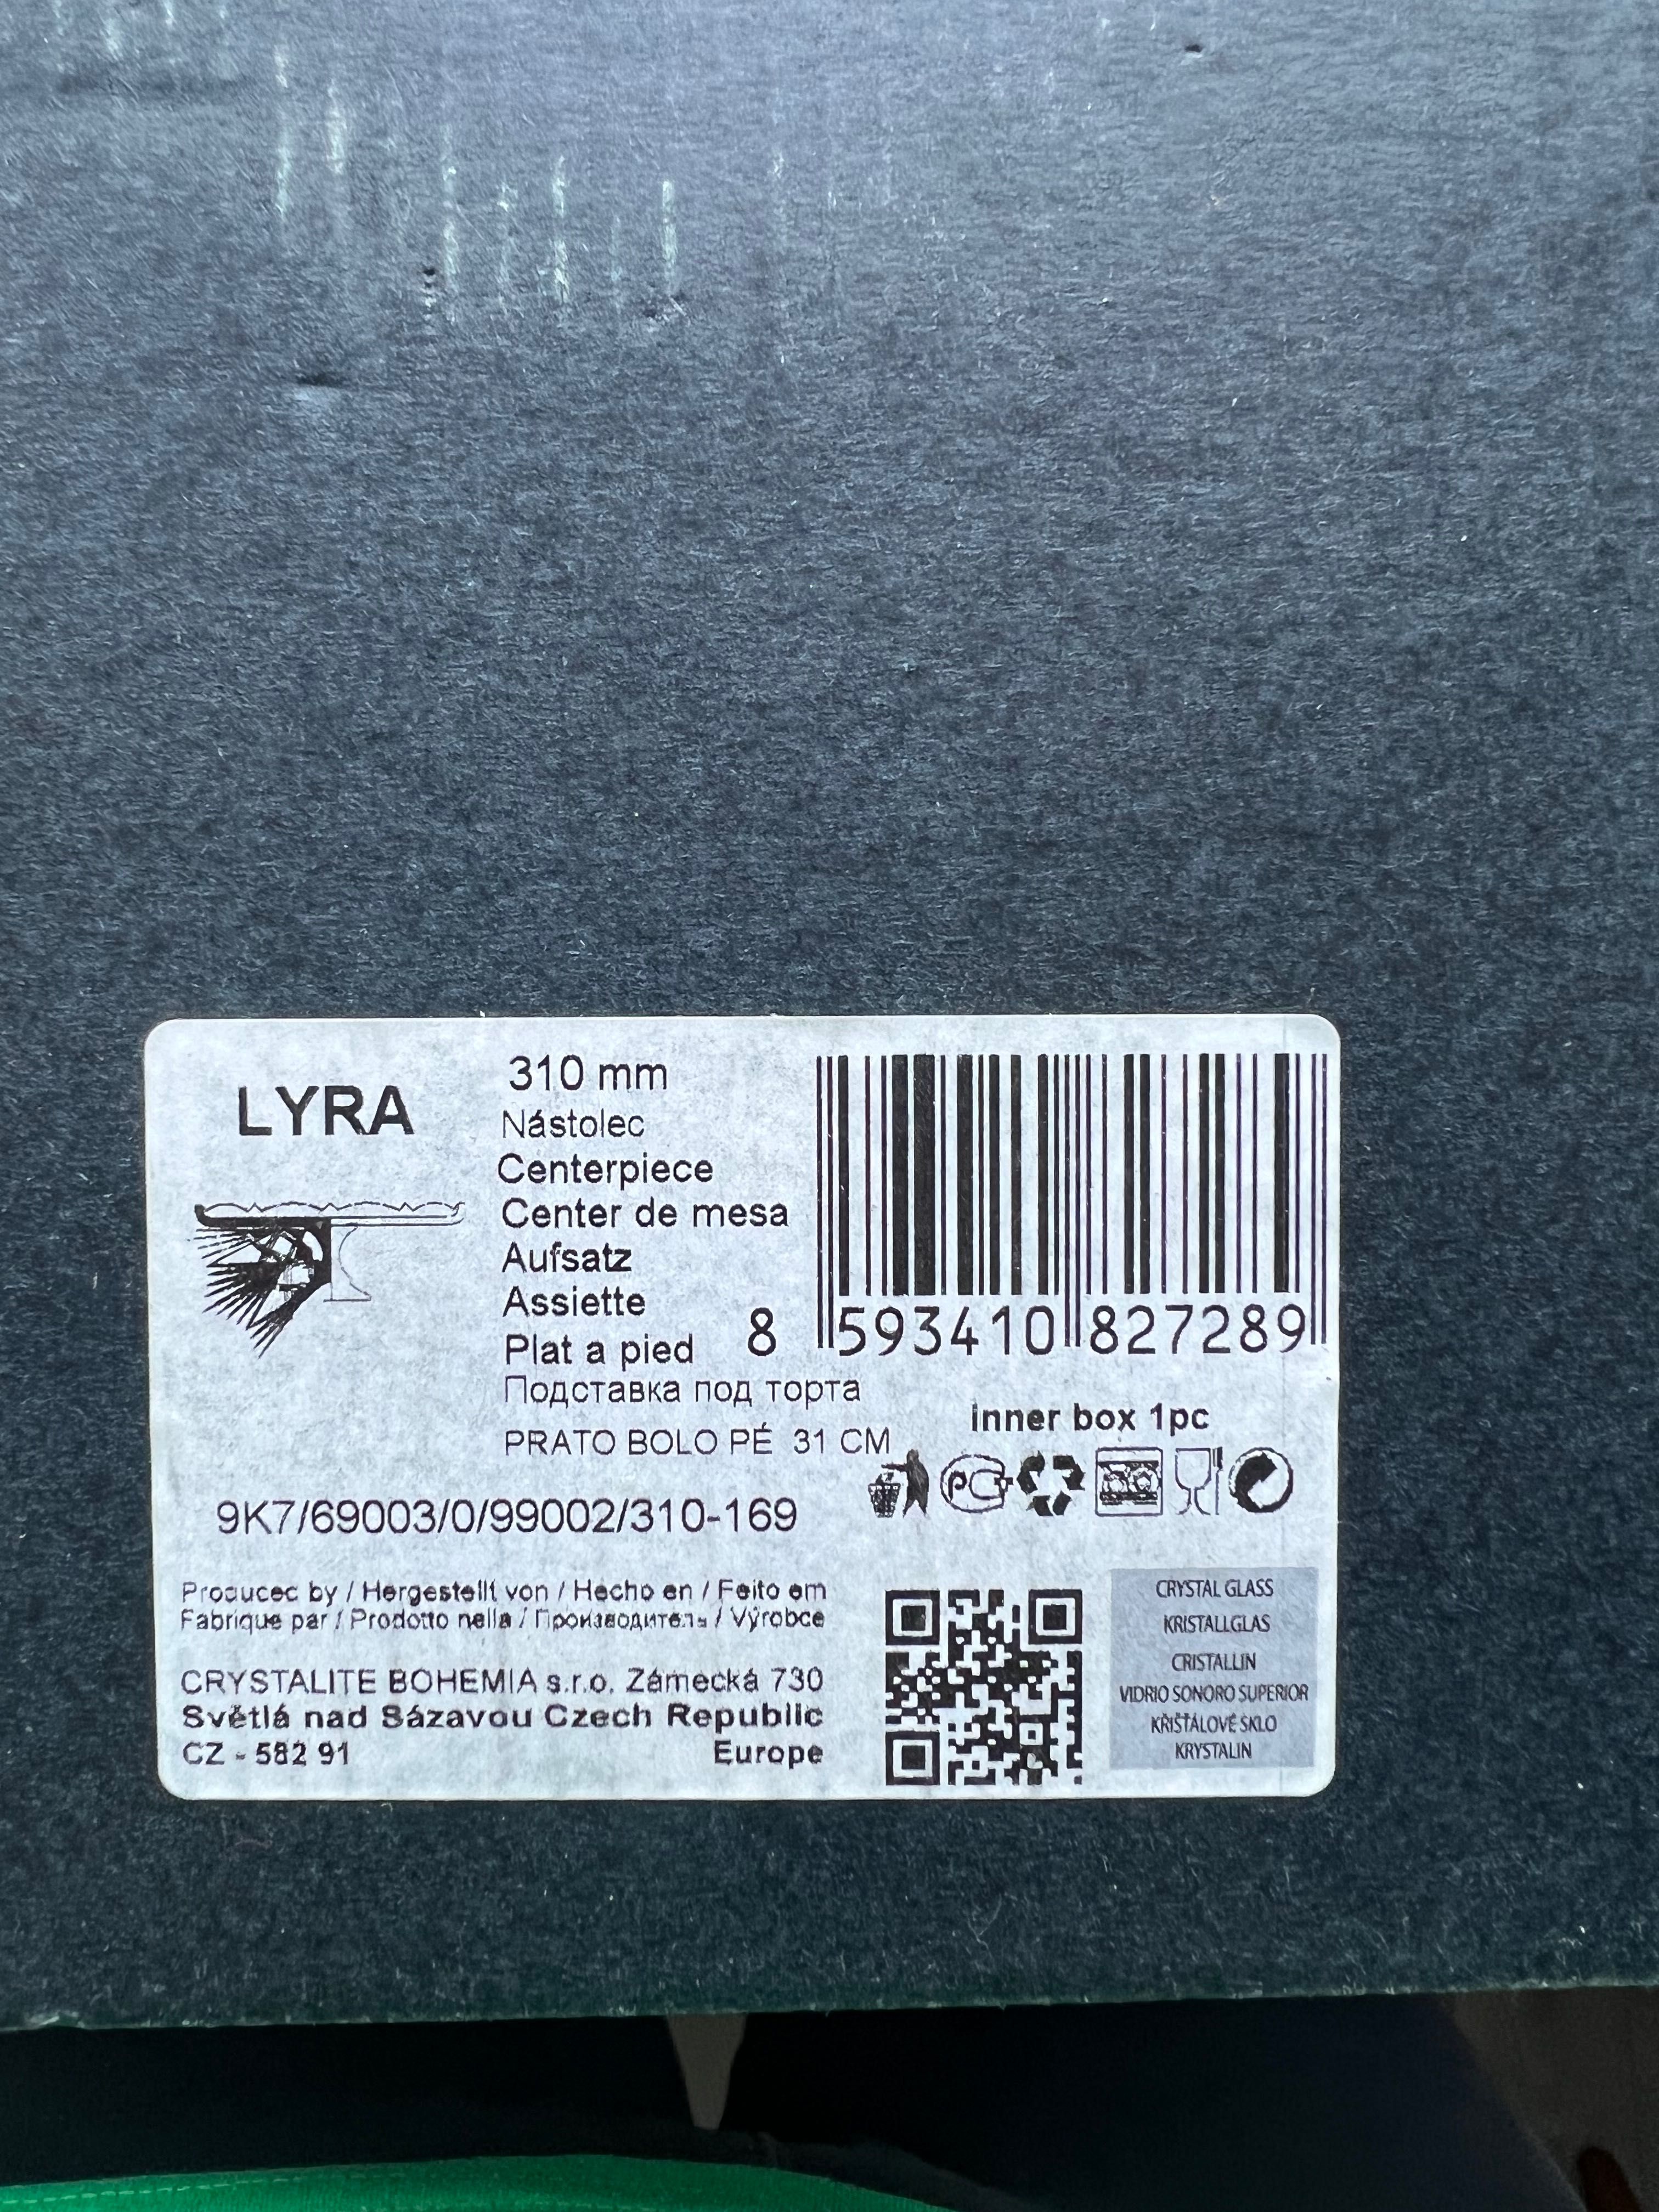 LYRA
310 mm
Nástolec
Centerpiece
Center de mesa
Aufsatz
Assiette
Plat a pied
Подставка под торта
PRATO BOLO PÉ 31 CM
8 593410 827289
inner box 1pc
PCT
9K7/69003/0/99002/310-169
Produced by / Hergestellt von / Hecho en / Feito em
Fabrique par / Prodotto nella / Производитель / Výrobce
CRYSTALITE BOHEMIA s.r.o. Zámecká 730
Světlá nad Sázavou Czech Republic
CZ - 582 91 Europe
CRYSTAL GLASS
KRISTALLGLAS
CRISTALLIN
VIDRIO SONORO SUPERIOR
KŘIŠŤÁLOVÉ SKLO
KRYSTALIN